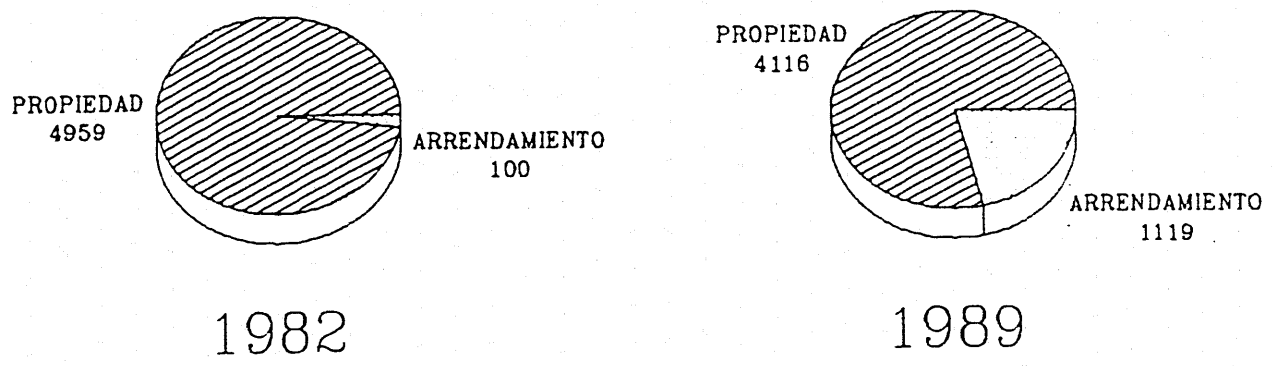 PROPIEDAD
4959
ARRENDAMIENTO
100
1982
PROPIEDAD
4116
ARRENDAMIENTO
1119
1989